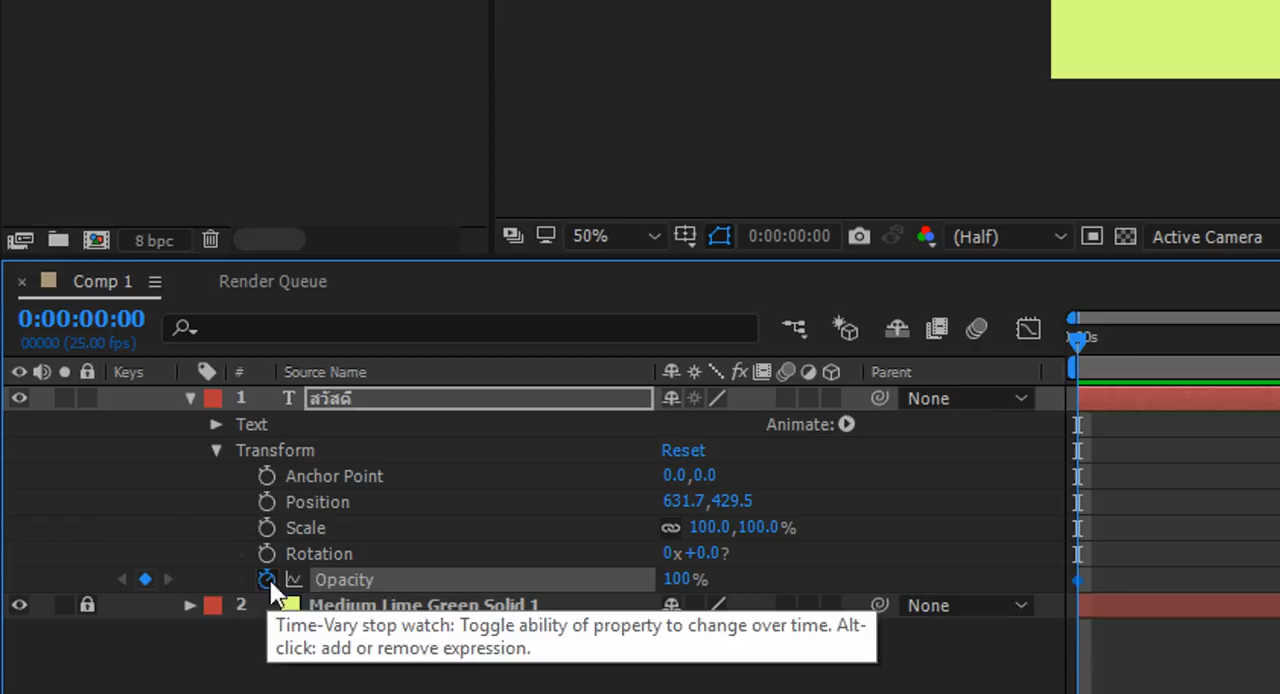 8 bpc
50%
0:00:00:00
(Half)
Active Camera
Comp 1
Render Queue
0:00:00:00
00000 (25.00 fps)
Keys # Source Name fx Parent
1 T สวัสดี None
Text Animate:
Transform Reset
Anchor Point 0.0,0.0
Position 631.7,429.5
Scale 100.0,100.0%
Rotation 0x+0.0?
Opacity 100%
2 Medium Lime Green Solid 1 None
Time-Vary stop watch: Toggle ability of property to change over time. Alt-
click: add or remove expression.